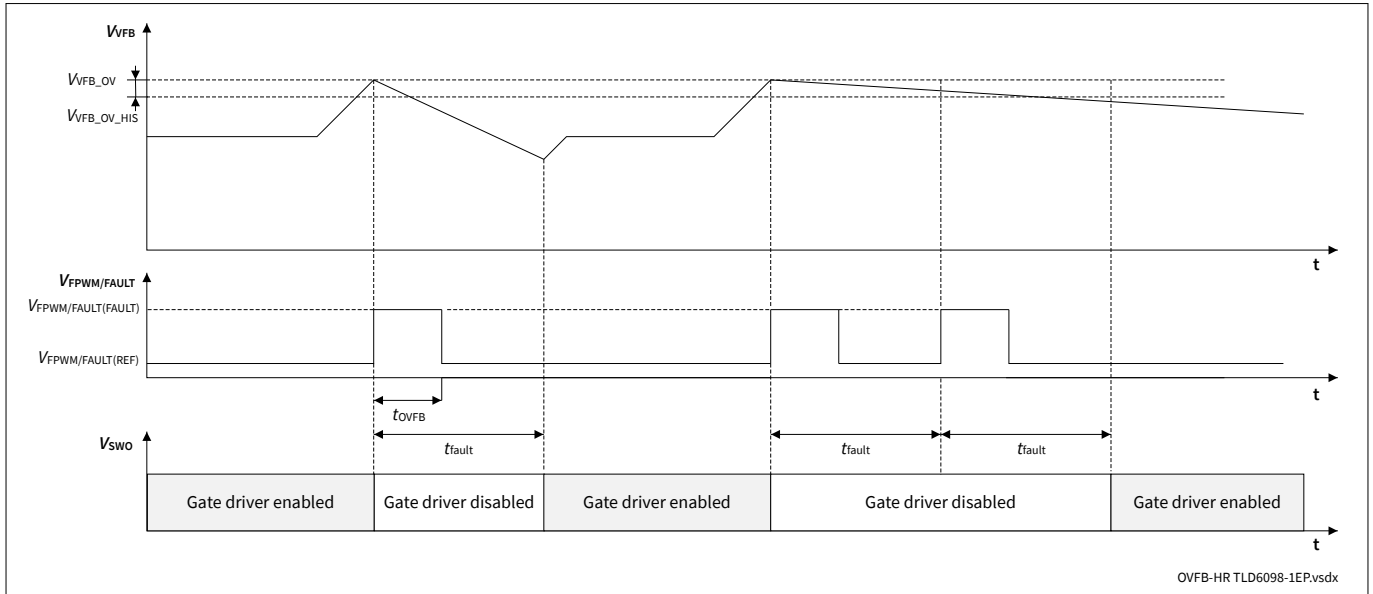 VVFB
VVFB_OV
VVFB_OV_HIS
t
VFPWM/FAULT
VFPWM/FAULT(FAULT)
VFPWM/FAULT(REF)
t
tOVFB
VSWO
tfault
tfault
tfault
Gate driver enabled
Gate driver disabled
Gate driver enabled
Gate driver disabled
Gate driver enabled
t
OVFB-HR TLD6098-1EP.vsdx